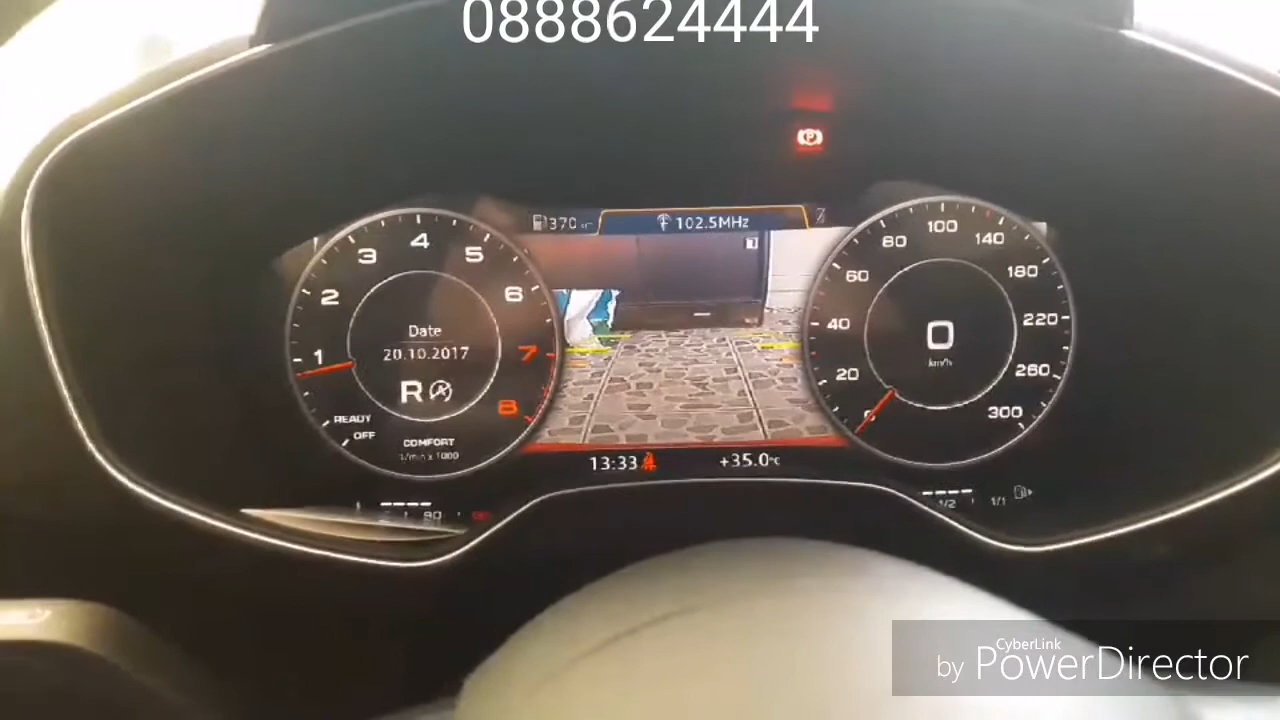 0888624444
370
102.5MHz
1
2
3
4
5
6
7
8
Date
20.10.2017
R
READY
OFF
COMFORT
1/min x 1000
0
20
40
60
80
100
140
180
220
260
300
0
km/h
13:33
+35.0°C
90
1/2
1/1
CyberLink
by PowerDirector